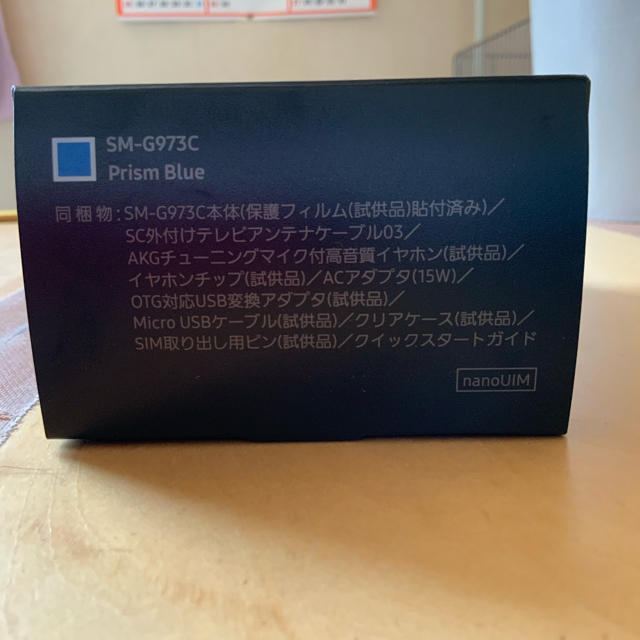 SM-G973C
Prism Blue
同梱物:SM-G973C本体(保護フィルム(試供品)貼付済み)/
SC外付けテレビアンテナケーブル03/
AKGチューニングマイク付高音質イヤホン(試供品)/
イヤホンチップ(試供品)/ACアダプタ(15W)/
OTG対応USB変換アダプタ(試供品)/
Micro USBケーブル(試供品)/クリアケース(試供品)/
SIM取り出し用ピン(試供品)/クイックスタートガイド
nanoUIM